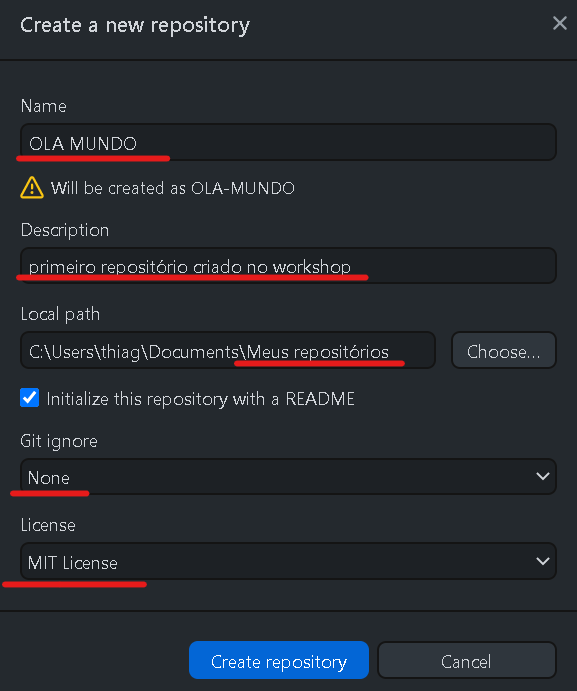 Create a new repository
Name
OLA MUNDO
Will be created as OLA-MUNDO
Description
primeiro repositório criado no workshop
Local path
C:\Users\thiag\Documents\Meus repositórios
Choose...
Initialize this repository with a README
Git ignore
None
License
MIT License
Create repository
Cancel